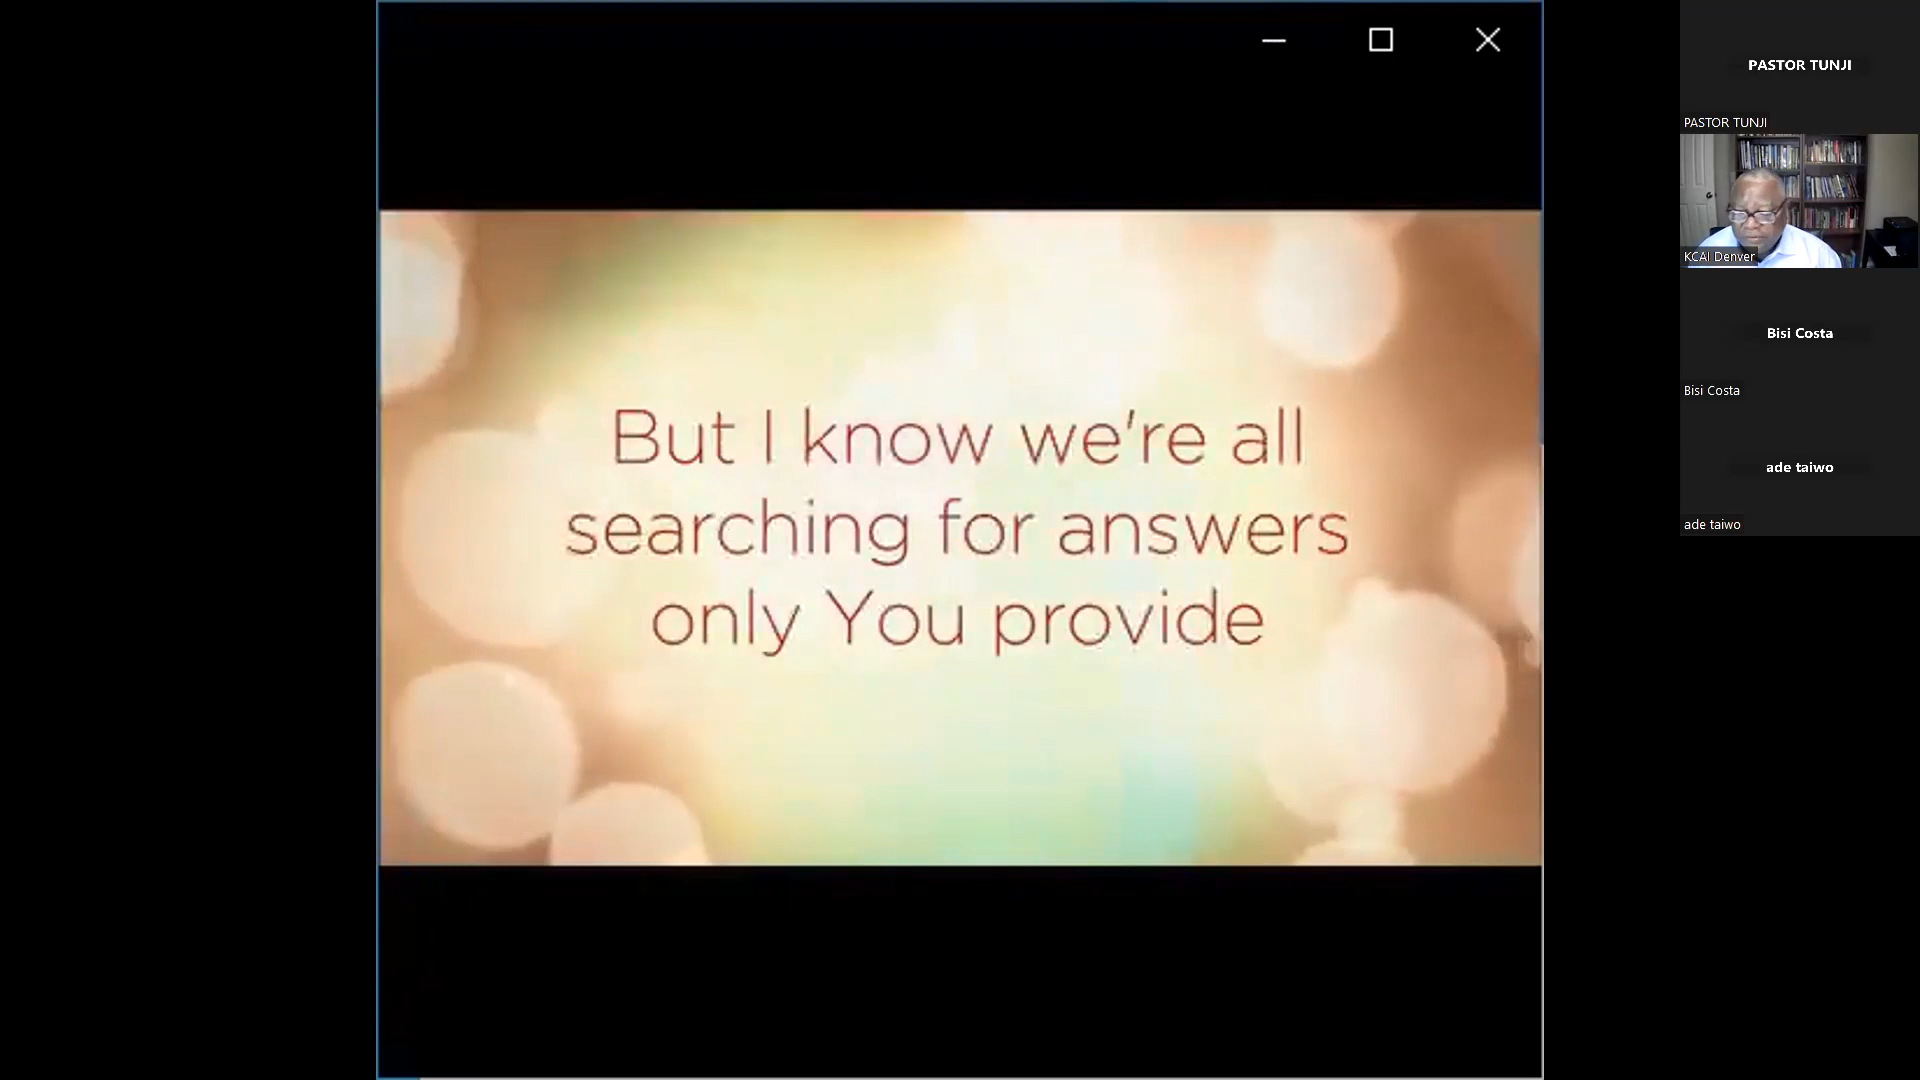 But I know we're all
searching for answers
only You provide
PASTOR TUNJI
PASTOR TUNJI
KCAI Denver
Bisi Costa
Bisi Costa
ade taiwo
ade taiwo